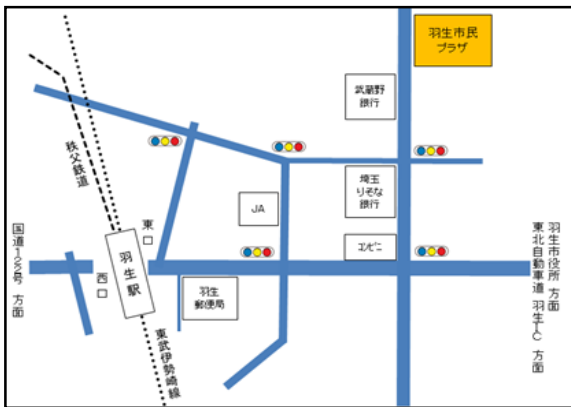 羽生市民
プラザ
武蔵野
銀行
秩父鉄道
埼玉
りそな
銀行
JA
東口
コンビニ
国道122号 方面
西口
羽生駅
羽生
郵便局
羽生市役所 方面
東北自動車道 羽生IC 方面
東武伊勢崎線